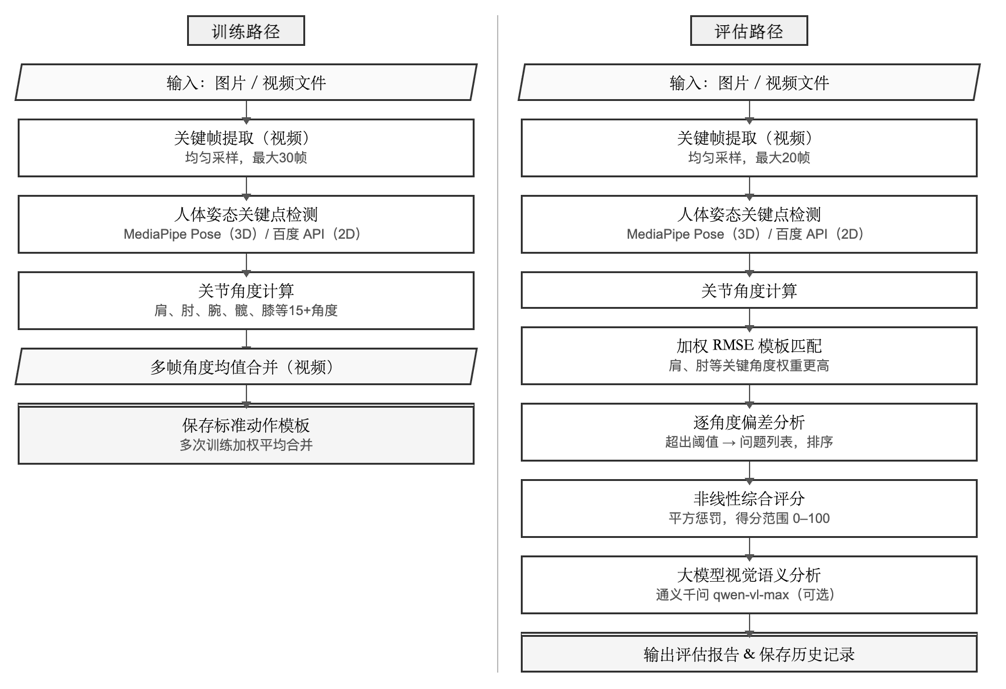 训练路径
输入：图片 / 视频文件
关键帧提取（视频）
均匀采样，最大30帧
人体姿态关键点检测
MediaPipe Pose（3D）/ 百度 API（2D）
关节角度计算
肩、肘、腕、髋、膝等15+角度
多帧角度均值合并（视频）
保存标准动作模板
多次训练加权平均合并
评估路径
输入：图片 / 视频文件
关键帧提取（视频）
均匀采样，最大20帧
人体姿态关键点检测
MediaPipe Pose（3D）/ 百度 API（2D）
关节角度计算
加权 RMSE 模板匹配
肩、肘等关键角度权重更高
逐角度偏差分析
超出阈值 → 问题列表，排序
非线性综合评分
平方惩罚，得分范围 0–100
大模型视觉语义分析
通义千问 qwen-vl-max（可选）
输出评估报告 & 保存历史记录